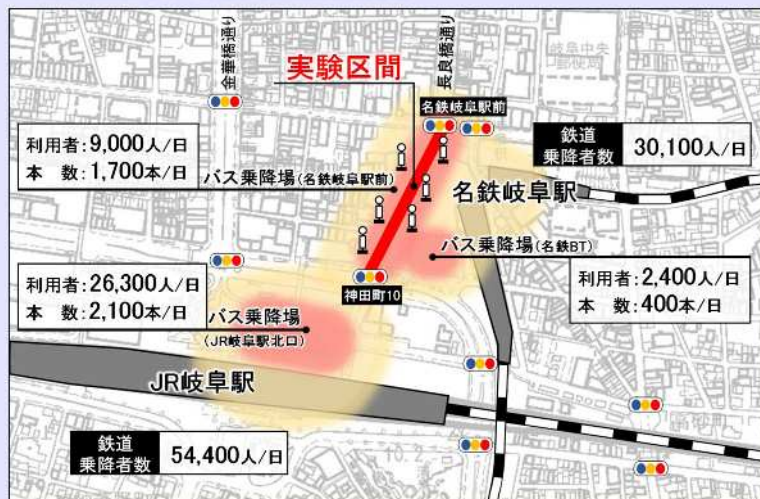 金華橋通り
長良橋通り
岐阜中央
郵便局
実験区間
名鉄岐阜駅前
利用者:9,000人/日
本 数:1,700本/日
バス乗降場(名鉄岐阜駅前)
鉄道
乗降者数
30,100人/日
名鉄岐阜駅
バス乗降場(名鉄BT)
利用者:2,400人/日
本 数:400本/日
神田町10
利用者:26,300人/日
本 数:2,100本/日
バス乗降場
(JR岐阜駅北口)
JR岐阜駅
鉄道
乗降者数
54,400人/日